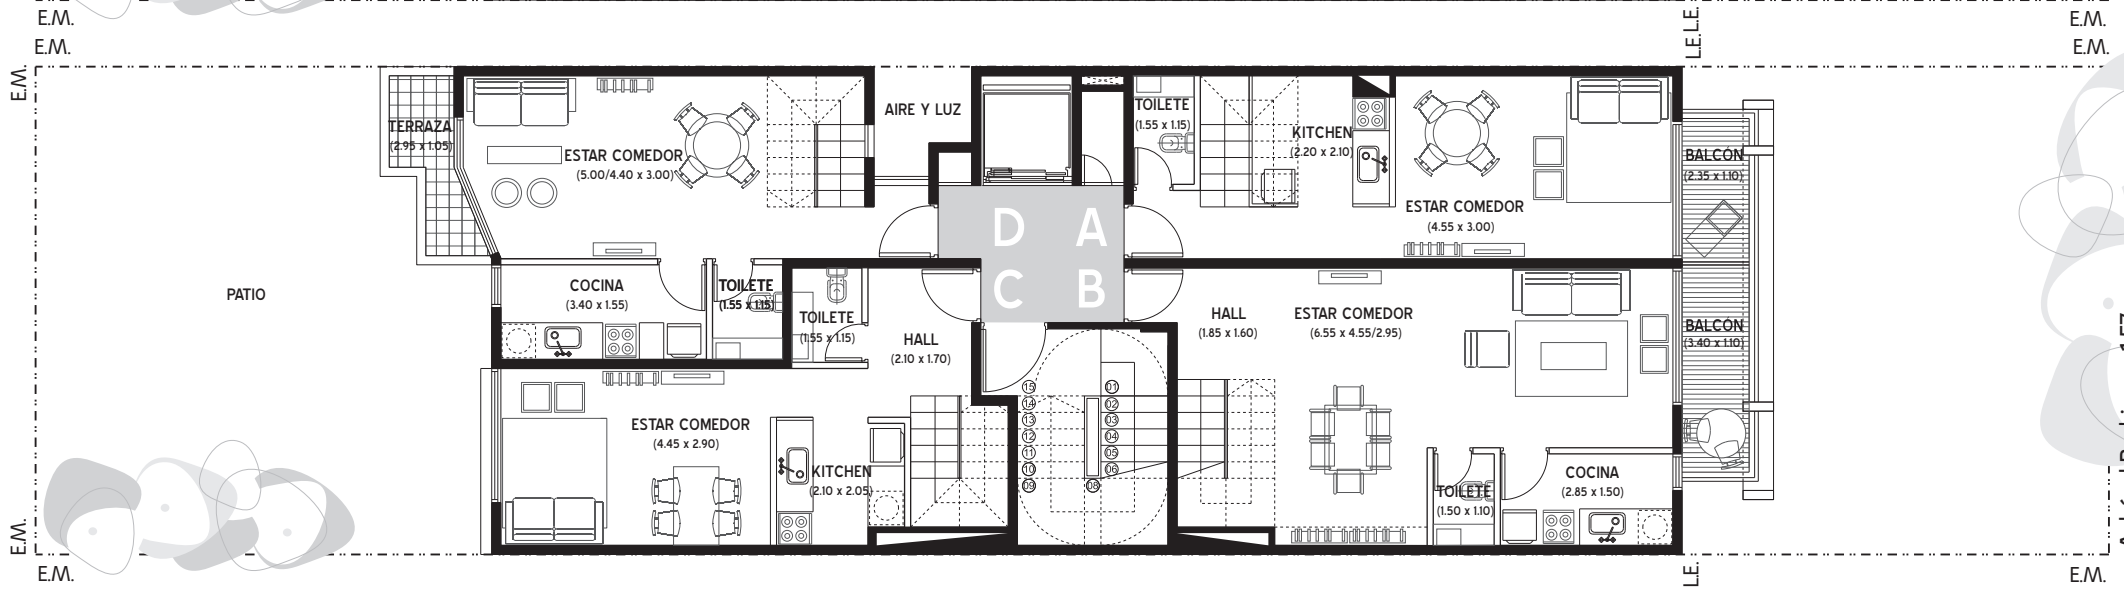 E.M.
E.M.
E.M.
L.E.
L.E.
E.M.
E.M.
TERRAZA
(2.95 x 1.05)
ESTAR COMEDOR
(5.00/4.40 x 3.00)
AIRE Y LUZ
TOILETE
(1.55 x 1.15)
KITCHEN
(2.20 x 2.10)
ESTAR COMEDOR
(4.55 x 3.00)
BALCÓN
(2.35 x 1.10)
D A
C B
PATIO
COCINA
(3.40 x 1.55)
TOILETE
(1.55 x 1.15)
TOILETE
(1.55 x 1.15)
HALL
(2.10 x 1.70)
HALL
(1.85 x 1.60)
ESTAR COMEDOR
(6.55 x 4.55/2.95)
BALCÓN
(3.40 x 1.10)
ESTAR COMEDOR
(4.45 x 2.90)
KITCHEN
(2.10 x 2.05)
15
14
13
12
11
10
09
01
02
03
04
05
06
08
TOILETE
(1.50 x 1.10)
COCINA
(2.85 x 1.50)
E.M.
E.M.
L.E.
E.M.